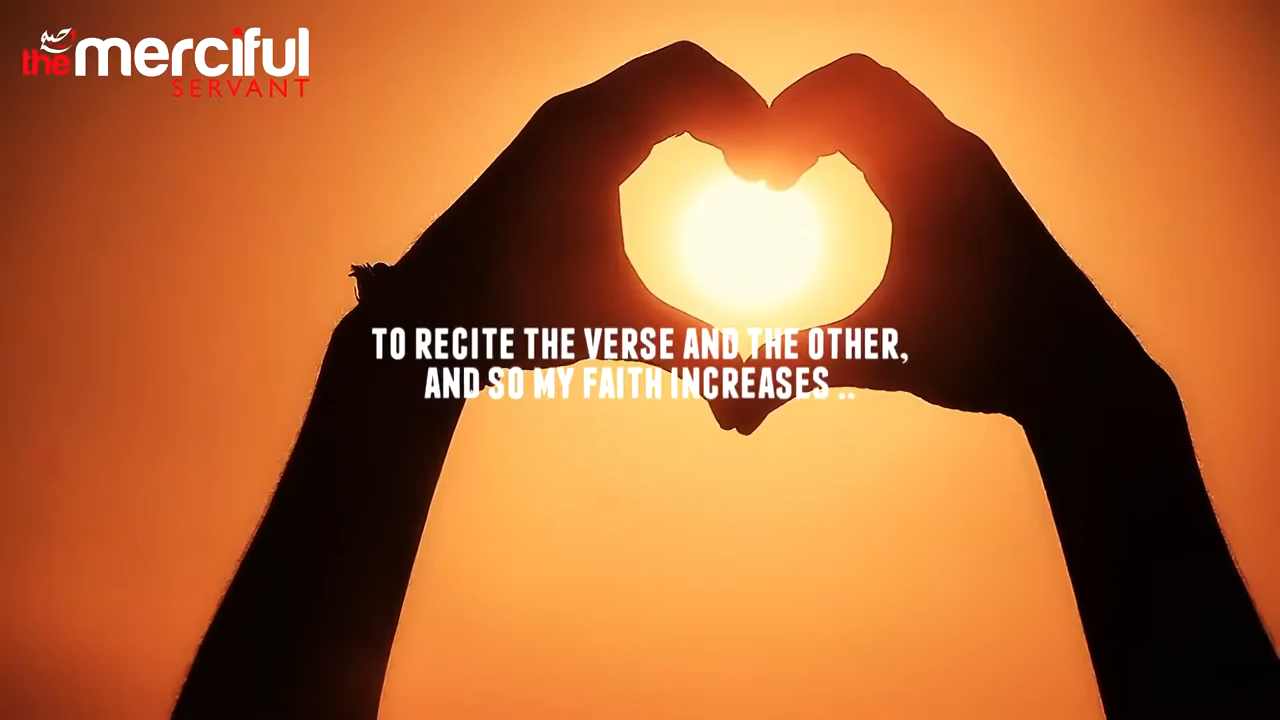 the merciful
SERVANT
TO RECITE THE VERSE AND THE OTHER,
AND SO MY FAITH INCREASES ..